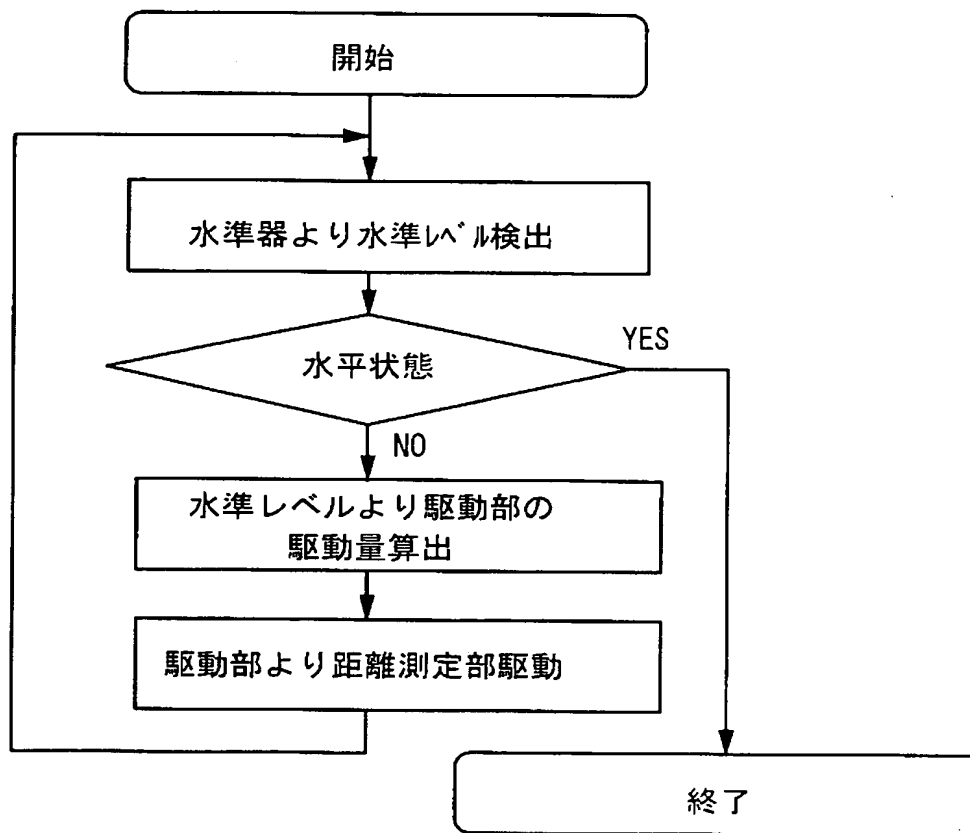 開始
水準器より水準ﾚﾍﾞﾙ検出
水平状態
YES
NO
水準レベルより駆動部の
駆動量算出
駆動部より距離測定部駆動
終了